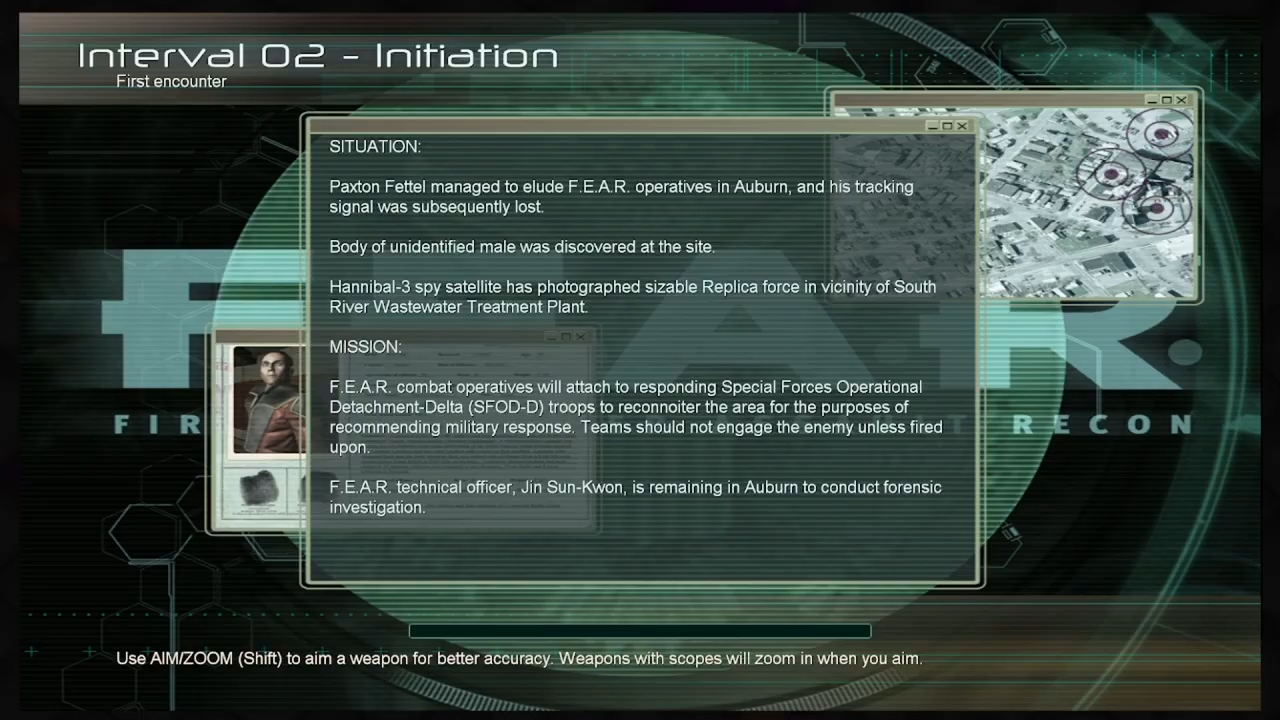 Interval 02 - Initiation
First encounter
SITUATION:
Paxton Fettel managed to elude F.E.A.R. operatives in Auburn, and his tracking
signal was subsequently lost.
Body of unidentified male was discovered at the site.
Hannibal-3 spy satellite has photographed sizable Replica force in vicinity of South
River Wastewater Treatment Plant.
MISSION:
F.E.A.R. combat operatives will attach to responding Special Forces Operational
Detachment-Delta (SFOD-D) troops to reconnoiter the area for the purposes of
recommending military response. Teams should not engage the enemy unless fired
upon.
F.E.A.R. technical officer, Jin Sun-Kwon, is remaining in Auburn to conduct forensic
investigation.
F.E.A.R.
RECON
Use AIM/ZOOM (Shift) to aim a weapon for better accuracy. Weapons with scopes will zoom in when you aim.